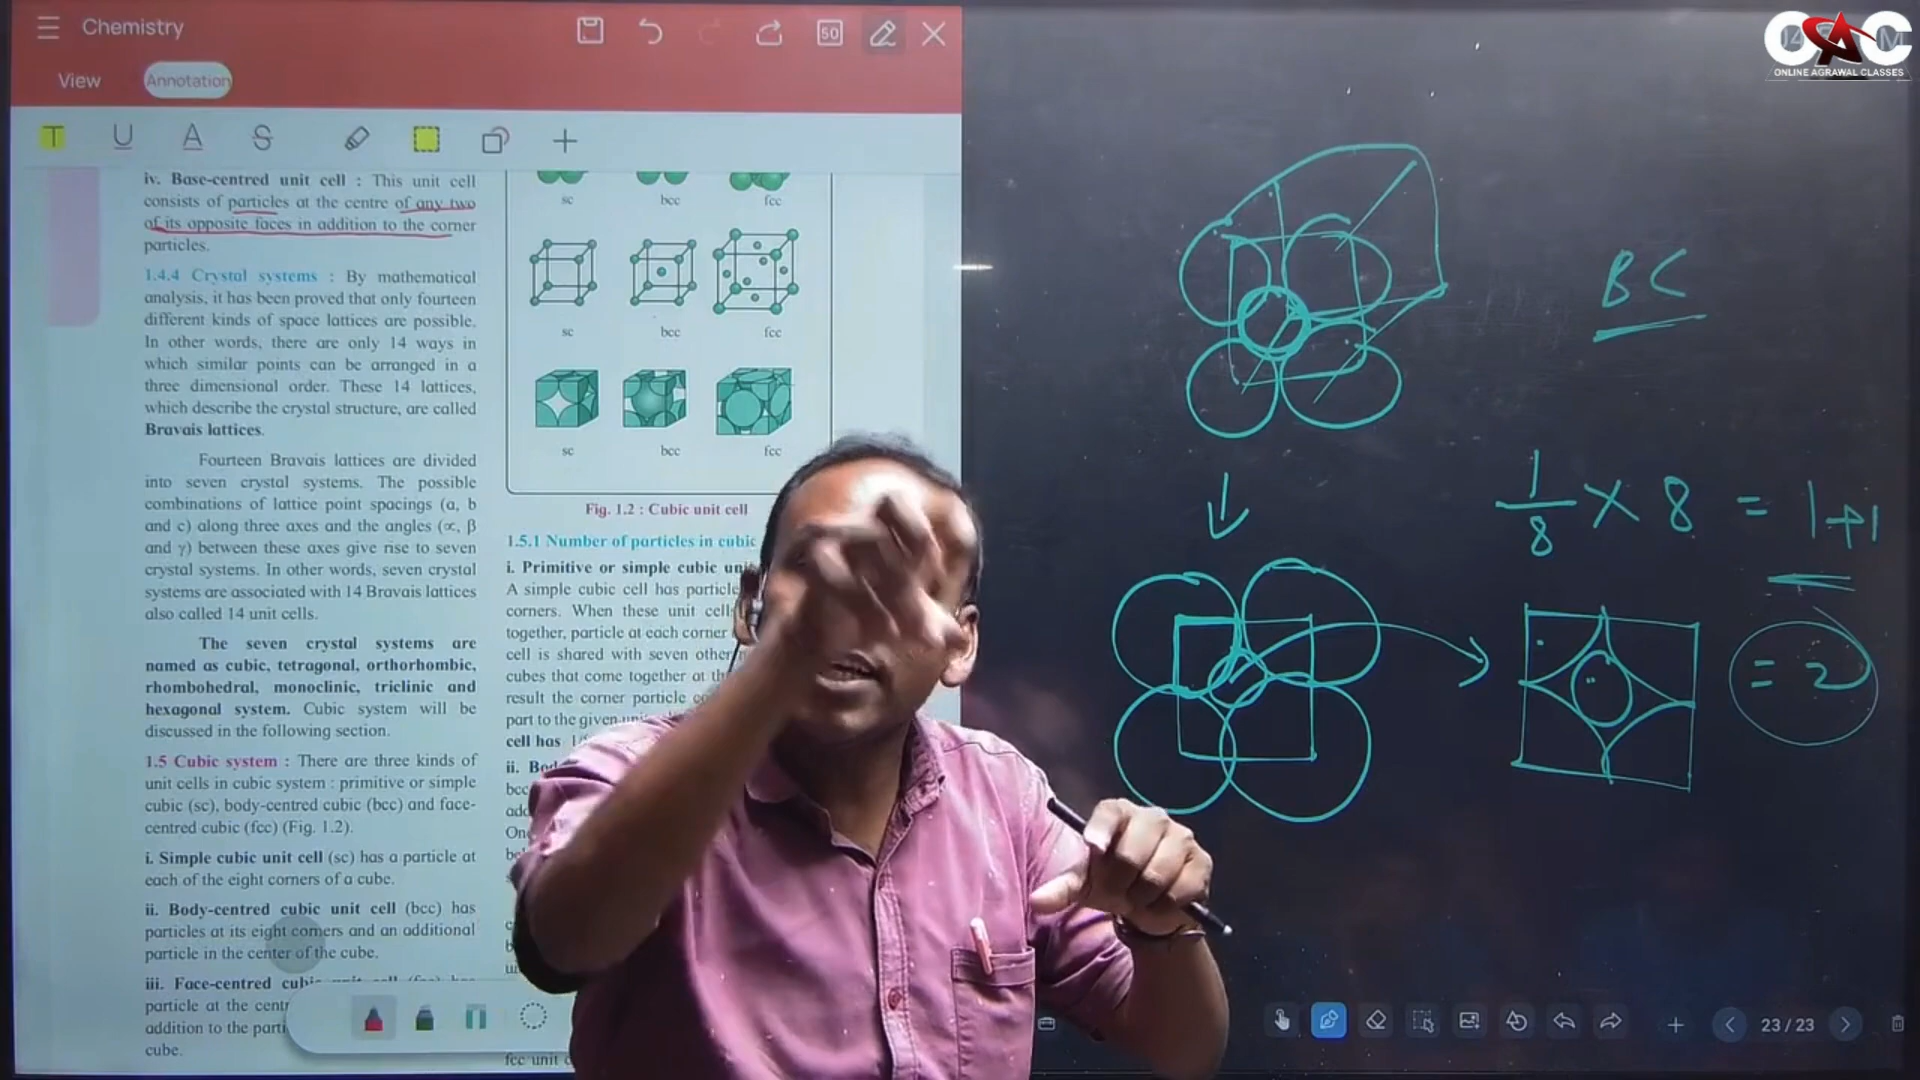 Chemistry
50
View
Annotation
T U A S
iv. Base-centred unit cell : This unit cell
consists of particles at the centre of any two
of its opposite faces in addition to the corner
particles.
1.4.4 Crystal systems : By mathematical
analysis, it has been proved that only fourteen
different kinds of space lattices are possible.
In other words, there are only 14 ways in
which similar points can be arranged in a
three dimensional order. These 14 lattices,
which describe the crystal structure, are called
Bravais lattices.
Fourteen Bravais lattices are divided
into seven crystal systems. The possible
combinations of lattice point spacings (a, b
and c) along three axes and the angles (∝, β
and γ) between these axes give rise to seven
crystal systems. In other words, seven crystal
systems are associated with 14 Bravais lattices
also called 14 unit cells.
The seven crystal systems are
named as cubic, tetragonal, orthorhombic,
rhombohedral, monoclinic, triclinic and
hexagonal system. Cubic system will be
discussed in the following section.
1.5 Cubic system : There are three kinds of
unit cells in cubic system : primitive or simple
cubic (sc), body-centred cubic (bcc) and face-
centred cubic (fcc) (Fig. 1.2).
i. Simple cubic unit cell (sc) has a particle at
each of the eight corners of a cube.
ii. Body-centred cubic unit cell (bcc) has
particles at its eight corners and an additional
particle in the center of the cube.
iii. Face-centred
particle at the
addition to the
cube.
sc bcc fcc
sc bcc fcc
sc bcc fcc
Fig. 1.2 : Cubic unit cell
1.5.1 Number of particles in cubic
i. Primitive or simple cubic
A simple cubic cell has
corners. When these unit
together, particle at each corner
cell is shared with seven other
cubes that come together at
result the corner particle
part to the given
cell has
ii.
bcc
fcc unit
BC
1/8 × 8 = 1+1
= 2
OAC
ONLINE AGRAWAL CLASSES
23/23